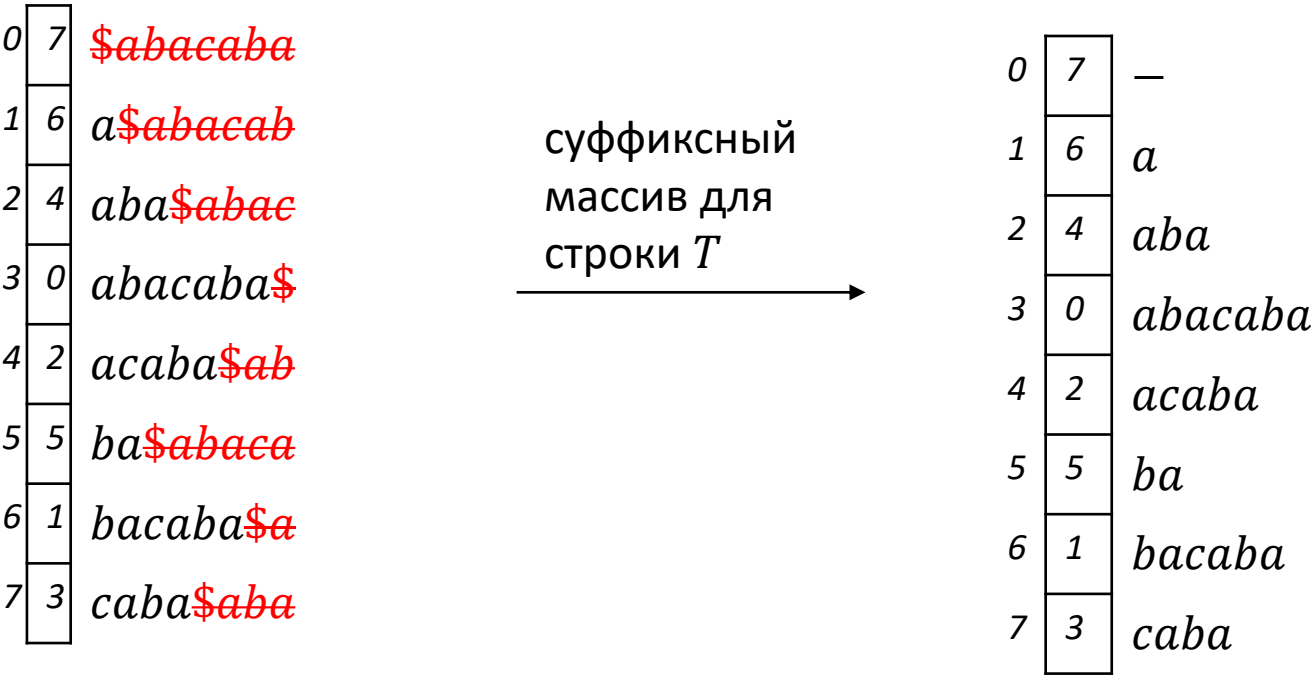 0 7 $abacaba
1 6 a$abacab
2 4 aba$abac
3 0 abacaba$
4 2 acaba$ab
5 5 ba$abaca
6 1 bacaba$a
7 3 caba$aba
суффиксный
массив для
строки T
0 7 –
1 6 a
2 4 aba
3 0 abacaba
4 2 acaba
5 5 ba
6 1 bacaba
7 3 caba